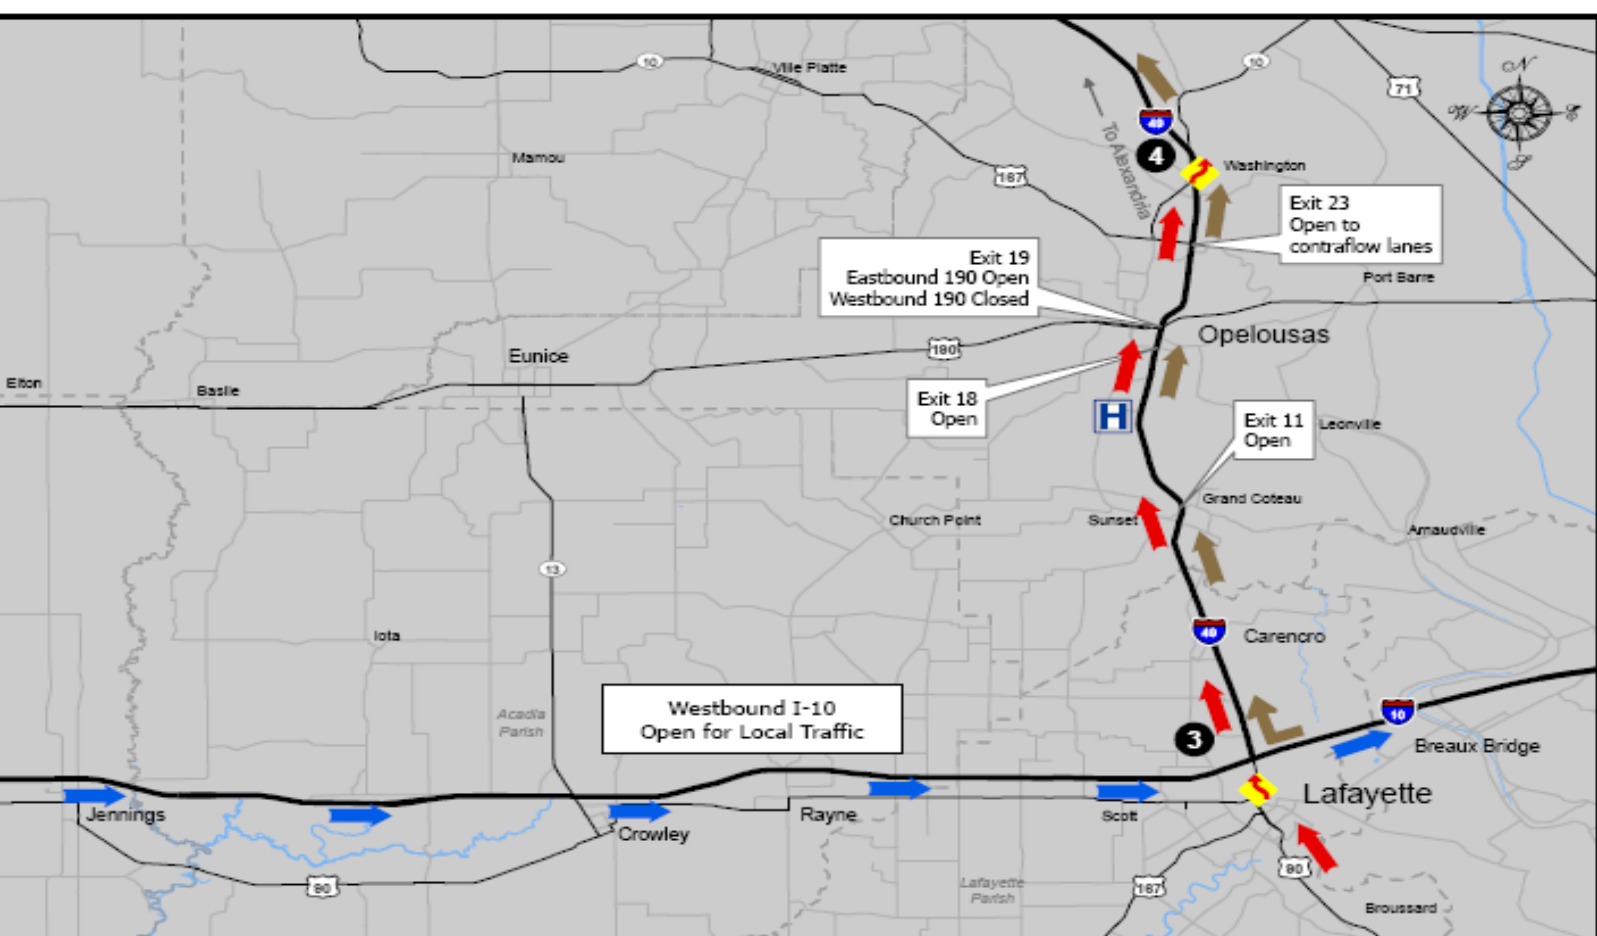 10
Ville Platte
10
71
N
49
To Alexandria
4
Mamou
167
Washington
Exit 23
Open to
contraflow lanes
Exit 19
Eastbound 190 Open
Westbound 190 Closed
Port Barre
Opelousas
Eunice
190
Elton
Basile
Exit 18
Open
H
Exit 11
Open
Leonville
Grand Coteau
Church Point
Sunset
Arnaudville
13
Iota
49
Carencro
Westbound I-10
Open for Local Traffic
Acadia
Parish
3
10
Breaux Bridge
Jennings
Crowley
Rayne
Scott
Lafayette
90
Lafayette
Parish
167
90
Broussard